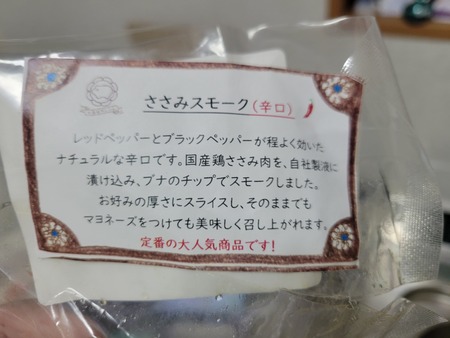 ささみスモーク(辛口)
レッドペッパーとブラックペッパーが程よく効いた
ナチュラルな辛口です。国産鶏ささみ肉を、自社製液に
漬け込み、ブナのチップでスモークしました。
お好みの厚さにスライスし、そのままでも
マヨネーズをつけても美味しく召し上がれます。
定番の大人気商品です!